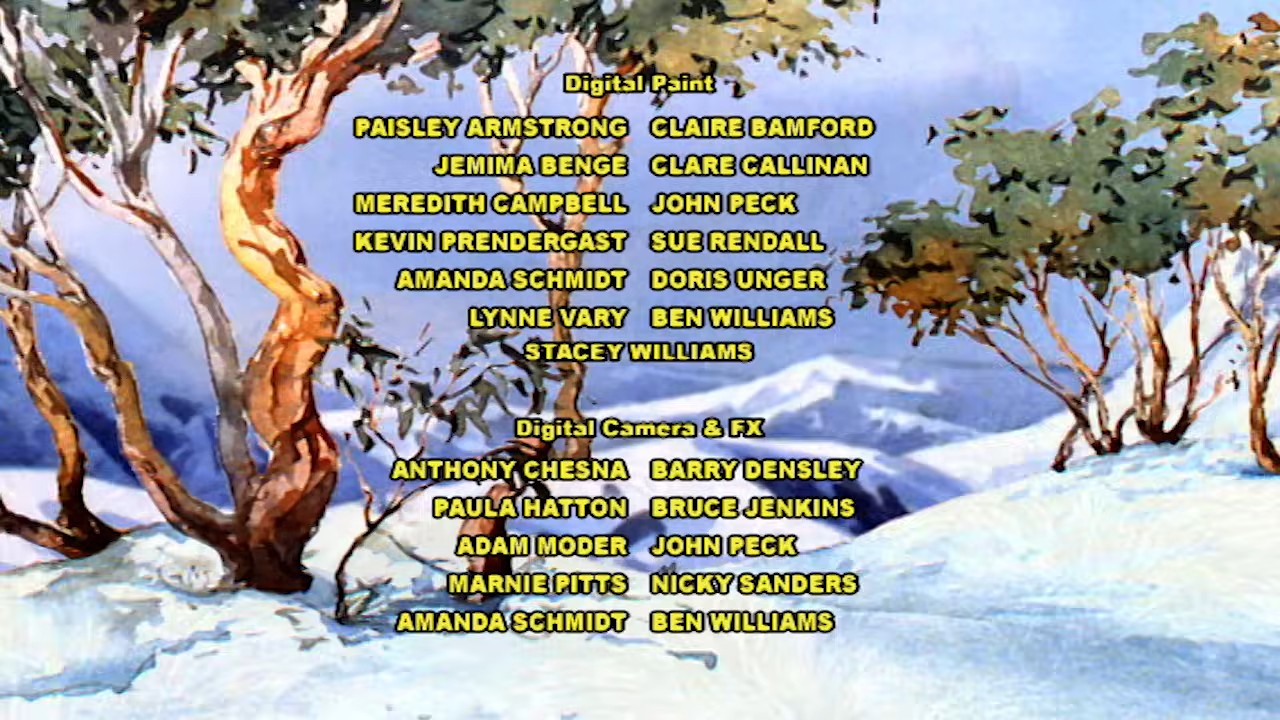 Digital Paint
PAISLEY ARMSTRONG CLAIRE BAMFORD
JEMIMA BENGE CLARE CALLINAN
MEREDITH CAMPBELL JOHN PECK
KEVIN PRENDERGAST SUE RENDALL
AMANDA SCHMIDT DORIS UNGER
LYNNE VARY BEN WILLIAMS
STACEY WILLIAMS
Digital Camera & FX
ANTHONY CHESNA BARRY DENSLEY
PAULA HATTON BRUCE JENKINS
ADAM MODER JOHN PECK
MARNIE PITTS NICKY SANDERS
AMANDA SCHMIDT BEN WILLIAMS